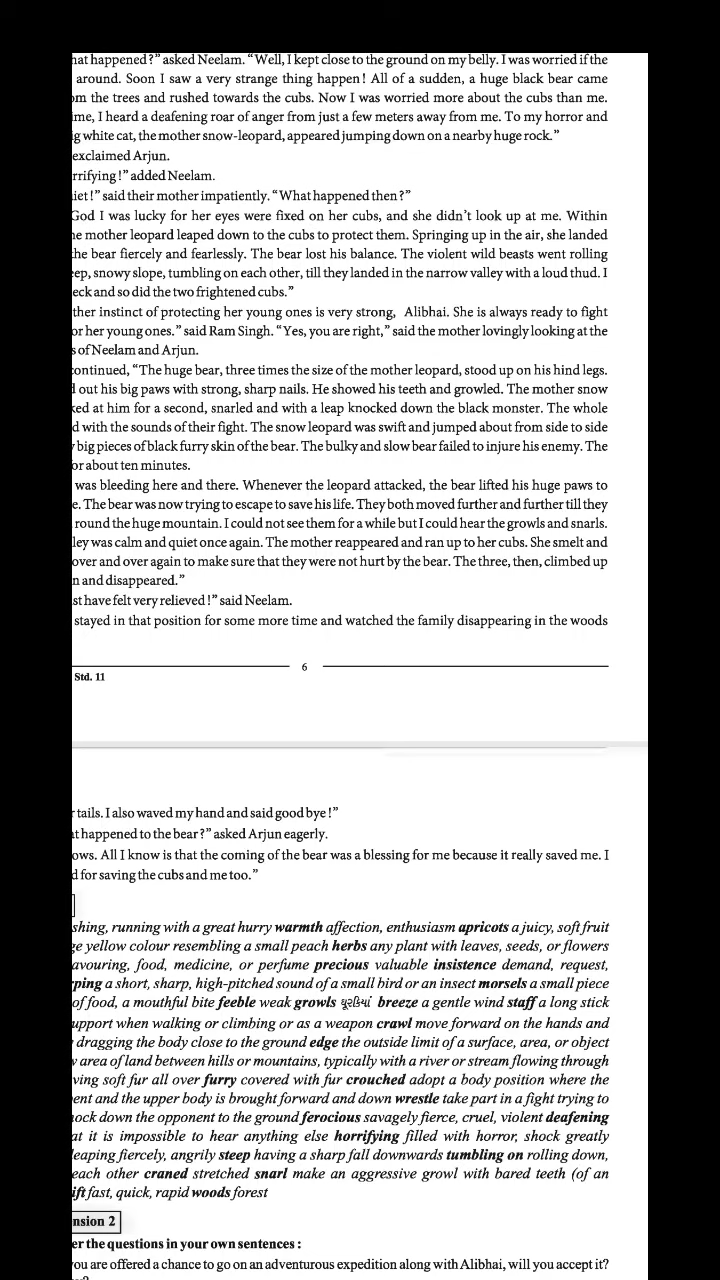 hat happened?” asked Neelam. “Well, I kept close to the ground on my belly. I was worried if the
around. Soon I saw a very strange thing happen! All of a sudden, a huge black bear came
om the trees and rushed towards the cubs. Now I was worried more about the cubs than me.
ime, I heard a deafening roar of anger from just a few meters away from me. To my horror and
ig white cat, the mother snow-leopard, appeared jumping down on a nearby huge rock.”
exclaimed Arjun.
rrifying!” added Neelam.
iet!” said their mother impatiently. “What happened then?”
God I was lucky for her eyes were fixed on her cubs, and she didn’t look up at me. Within
he mother leopard leaped down to the cubs to protect them. Springing up in the air, she landed
the bear fiercely and fearlessly. The bear lost his balance. The violent wild beasts went rolling
eep, snowy slope, tumbling on each other, till they landed in the narrow valley with a loud thud. I
eck and so did the two frightened cubs.”
ther instinct of protecting her young ones is very strong, Alibhai. She is always ready to fight
or her young ones.” said Ram Singh. “Yes, you are right,” said the mother lovingly looking at the
s of Neelam and Arjun.
continued, “The huge bear, three times the size of the mother leopard, stood up on his hind legs.
d out his big paws with strong, sharp nails. He showed his teeth and growled. The mother snow
ked at him for a second, snarled and with a leap knocked down the black monster. The whole
d with the sounds of their fight. The snow leopard was swift and jumped about from side to side
y big pieces of black furry skin of the bear. The bulky and slow bear failed to injure his enemy. The
or about ten minutes.
was bleeding here and there. Whenever the leopard attacked, the bear lifted his huge paws to
e. The bear was now trying to escape to save his life. They both moved further and further till they
round the huge mountain. I could not see them for a while but I could hear the growls and snarls.
ley was calm and quiet once again. The mother reappeared and ran up to her cubs. She smelt and
over and over again to make sure that they were not hurt by the bear. The three, then, climbed up
n and disappeared.”
st have felt very relieved!” said Neelam.
stayed in that position for some more time and watched the family disappearing in the woods
6
Std. 11
r tails. I also waved my hand and said good bye!”
at happened to the bear?” asked Arjun eagerly.
ows. All I know is that the coming of the bear was a blessing for me because it really saved me. I
d for saving the cubs and me too.”
shing, running with a great hurry warmth affection, enthusiasm apricots a juicy, soft fruit
ge yellow colour resembling a small peach herbs any plant with leaves, seeds, or flowers
avouring, food, medicine, or perfume precious valuable insistence demand, request,
rping a short, sharp, high-pitched sound of a small bird or an insect morsels a small piece
of food, a mouthful bite feeble weak growls ઘૂરકિયાં breeze a gentle wind staff a long stick
upport when walking or climbing or as a weapon crawl move forward on the hands and
dragging the body close to the ground edge the outside limit of a surface, area, or object
v area of land between hills or mountains, typically with a river or stream flowing through
ving soft fur all over furry covered with fur crouched adopt a body position where the
ent and the upper body is brought forward and down wrestle take part in a fight trying to
nock down the opponent to the ground ferocious savagely fierce, cruel, violent deafening
at it is impossible to hear anything else horrifying filled with horror, shock greatly
leaping fiercely, angrily steep having a sharp fall downwards tumbling on rolling down,
each other craned stretched snarl make an aggressive growl with bared teeth (of an
ift fast, quick, rapid woods forest
nsion 2
er the questions in your own sentences :
you are offered a chance to go on an adventurous expedition along with Alibhai, will you accept it?